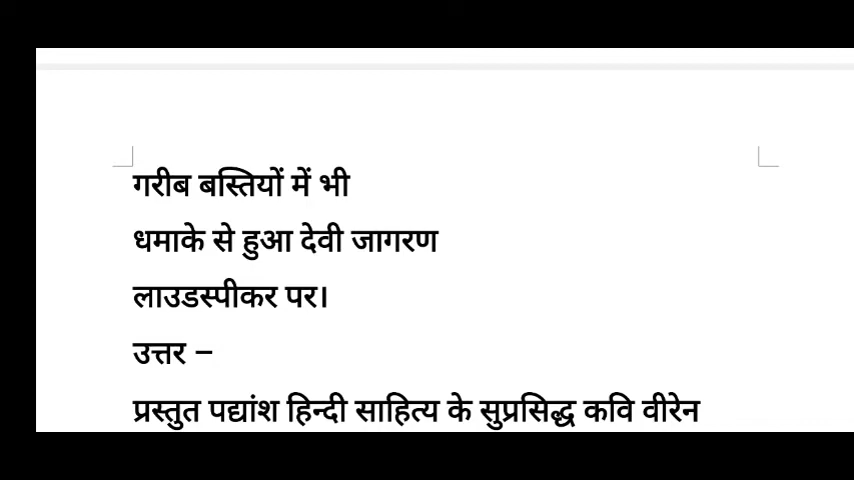 गरीब बस्तियों में भी
धमाके से हुआ देवी जागरण
लाउडस्पीकर पर।
उत्तर –
प्रस्तुत पद्यांश हिन्दी साहित्य के सुप्रसिद्ध कवि वीरेन